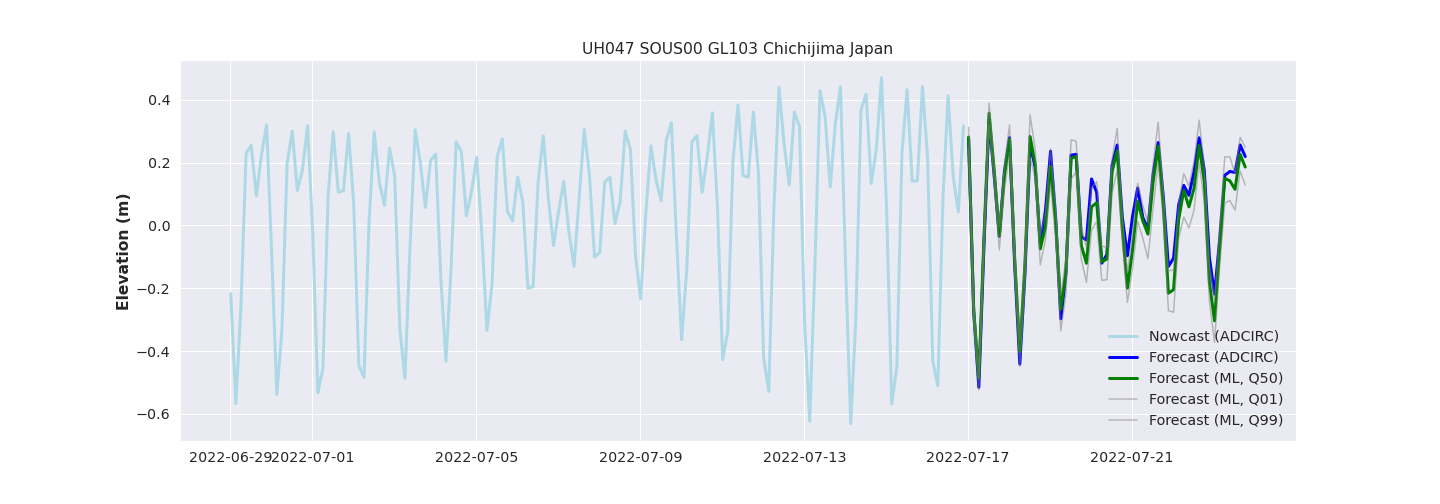 UH047 SOUS00 GL103 Chichijima Japan
Elevation (m)
0.4
0.2
0.0
−0.2
−0.4
−0.6
Nowcast (ADCIRC)
Forecast (ADCIRC)
Forecast (ML, Q50)
Forecast (ML, Q01)
Forecast (ML, Q99)
2022-06-29 2022-07-01 2022-07-05 2022-07-09 2022-07-13 2022-07-17 2022-07-21